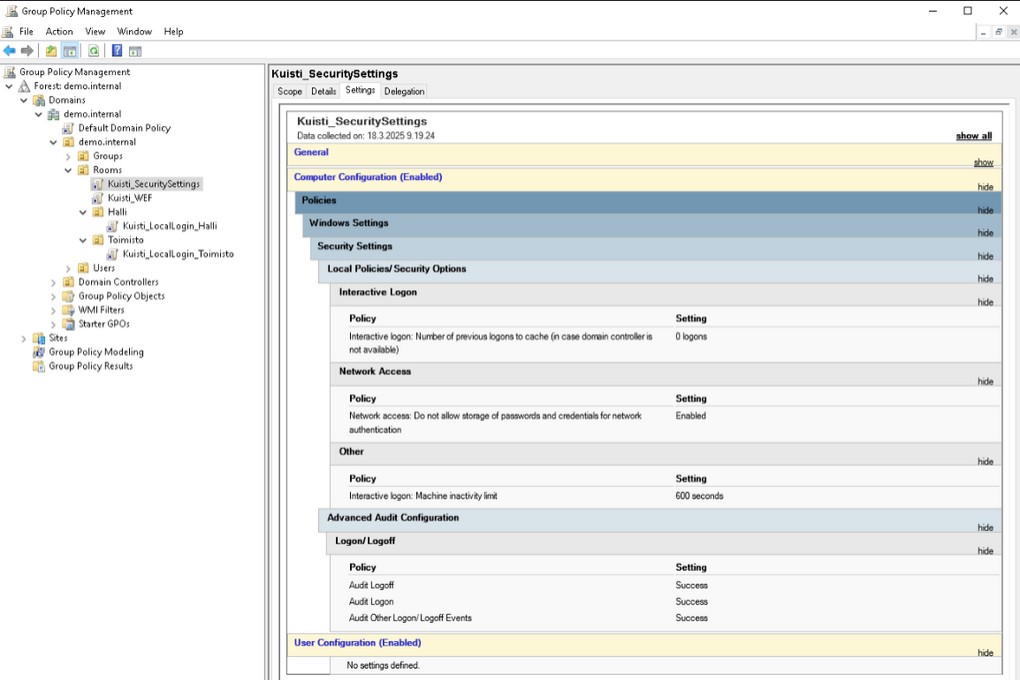 Group Policy Management
File Action View Window Help
Group Policy Management
Forest: demo.internal
Domains
demo.internal
Default Domain Policy
demo.internal
Groups
Rooms
Kuisti_SecuritySettings
Kuisti_WEF
Halli
Kuisti_LocalLogin_Halli
Toimisto
Kuisti_LocalLogin_Toimisto
Users
Domain Controllers
Group Policy Objects
WMI Filters
Starter GPOs
Sites
Group Policy Modeling
Group Policy Results
Kuisti_SecuritySettings
Scope Details Settings Delegation
Kuisti_SecuritySettings
Data collected on: 18.3.2025 9.19.24
show all
General
show
Computer Configuration (Enabled)
hide
Policies
hide
Windows Settings
hide
Security Settings
hide
Local Policies/Security Options
hide
Interactive Logon
hide
Policy Setting
Interactive logon: Number of previous logons to cache (in case domain controller is 0 logons
not available)
Network Access
hide
Policy Setting
Network access: Do not allow storage of passwords and credentials for network Enabled
authentication
Other
hide
Policy Setting
Interactive logon: Machine inactivity limit 600 seconds
Advanced Audit Configuration
hide
Logon/Logoff
hide
Policy Setting
Audit Logoff Success
Audit Logon Success
Audit Other Logon/Logoff Events Success
User Configuration (Enabled)
hide
No settings defined.